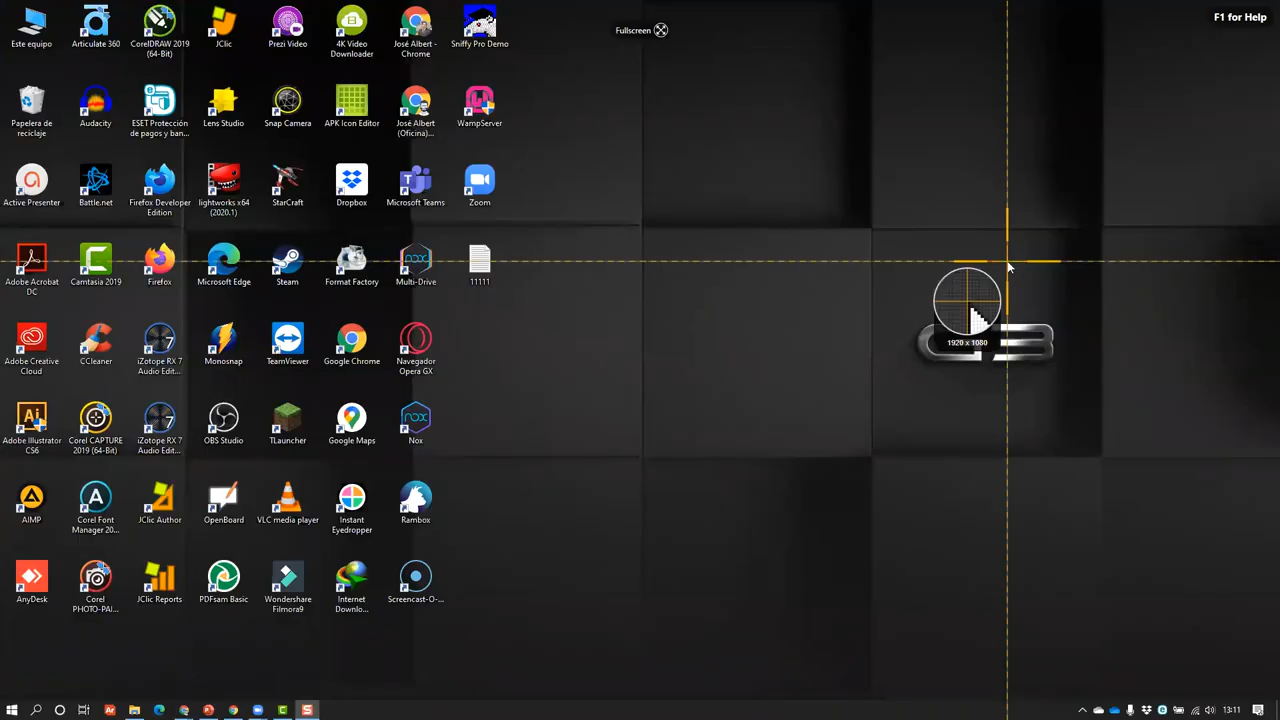 F1 for Help
Fullscreen
Este equipo
Articulate 360
CorelDRAW 2019
(64-Bit)
JClic
Prezi Video
4K Video
Downloader
José Albert -
Chrome
Sniffy Pro Demo
Papelera de
reciclaje
Audacity
ESET Protección
de pagos y ban...
Lens Studio
Snap Camera
APK Icon Editor
José Albert
(Oficina)...
WampServer
Active Presenter
Battle.net
Firefox Developer
Edition
lightworks x64
(2020.1)
StarCraft
Dropbox
Microsoft Teams
Zoom
Adobe Acrobat
DC
Camtasia 2019
Firefox
Microsoft Edge
Steam
Format Factory
Multi-Drive
11111
Adobe Creative
Cloud
CCleaner
iZotope RX 7
Audio Edit...
Monosnap
TeamViewer
Google Chrome
Navegador
Opera GX
1920 x 1080
Adobe Illustrator
CS6
Corel CAPTURE
2019 (64-Bit)
iZotope RX 7
Audio Edit...
OBS Studio
TLauncher
Google Maps
Nox
AIMP
Corel Font
Manager 20...
JClic Author
OpenBoard
VLC media player
Instant
Eyedropper
Rambox
AnyDesk
Corel
PHOTO-PAI...
JClic Reports
PDFsam Basic
Wondershare
Filmora9
Internet
Downlo...
Screencast-O-...
13:11